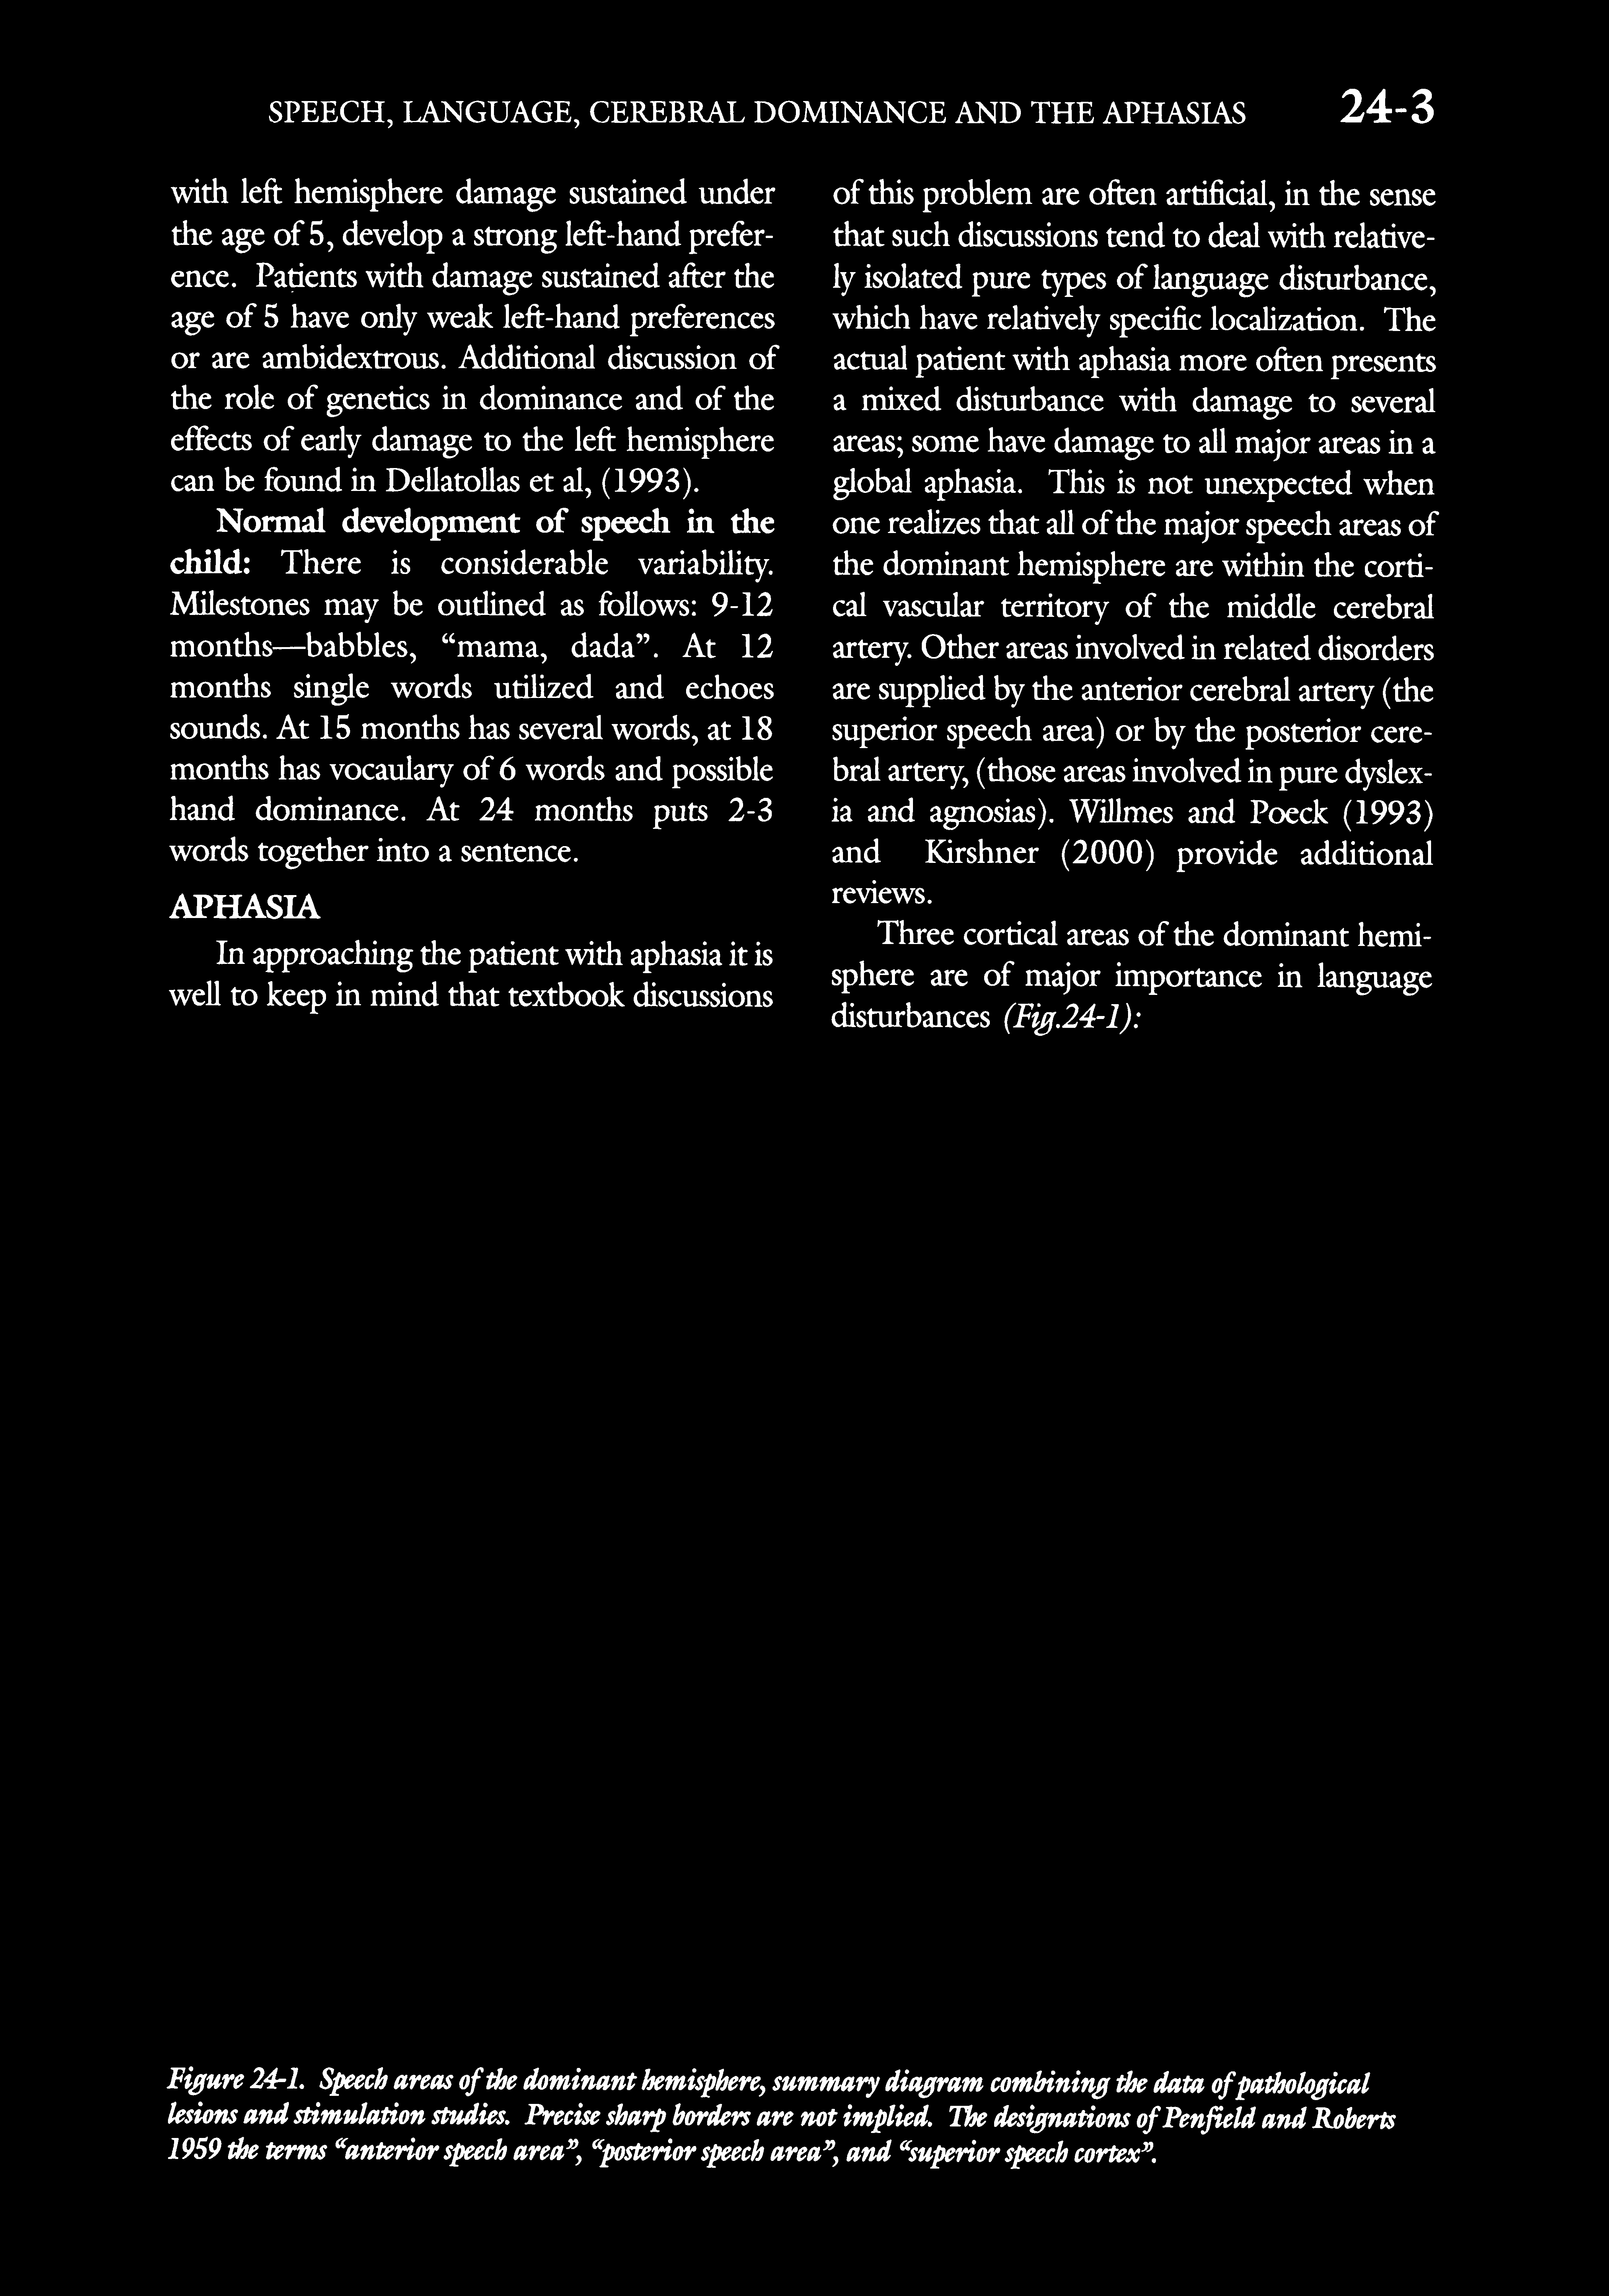 SPEECH, LANGUAGE, CEREBRAL DOMINANCE AND THE APHASIAS 24-3
with left hemisphere damage sustained under
the age of 5, develop a strong left-hand prefer-
ence. Patients with damage sustained after the
age of 5 have only weak left-hand preferences
or are ambidextrous. Additional discussion of
the role of genetics in dominance and of the
effects of early damage to the left hemisphere
can be found in Dellatollas et al, (1993).
Normal development of speech in the
child: There is considerable variability.
Milestones may be outlined as follows: 9-12
months—babbles, “mama, dada”. At 12
months single words utilized and echoes
sounds. At 15 months has several words, at 18
months has vocaulary of 6 words and possible
hand dominance. At 24 months puts 2-3
words together into a sentence.
APHASIA
In approaching the patient with aphasia it is
well to keep in mind that textbook discussions
of this problem are often artificial, in the sense
that such discussions tend to deal with relative-
ly isolated pure types of language disturbance,
which have relatively specific localization. The
actual patient with aphasia more often presents
a mixed disturbance with damage to several
areas; some have damage to all major areas in a
global aphasia. This is not unexpected when
one realizes that all of the major speech areas of
the dominant hemisphere are within the corti-
cal vascular territory of the middle cerebral
artery. Other areas involved in related disorders
are supplied by the anterior cerebral artery (the
superior speech area) or by the posterior cere-
bral artery, (those areas involved in pure dyslex-
ia and agnosias). Willmes and Poeck (1993)
and Kirshner (2000) provide additional
reviews.
Three cortical areas of the dominant hemi-
sphere are of major importance in language
disturbances (Fig.24-1):
Figure 24-1. Speech areas of the dominant hemisphere, summary diagram combining the data of pathological
lesions and stimulation studies. Precise sharp borders are not implied. The designations of Penfield and Roberts
1959 the terms “anterior speech area”, “posterior speech area”, and “superior speech cortex”.